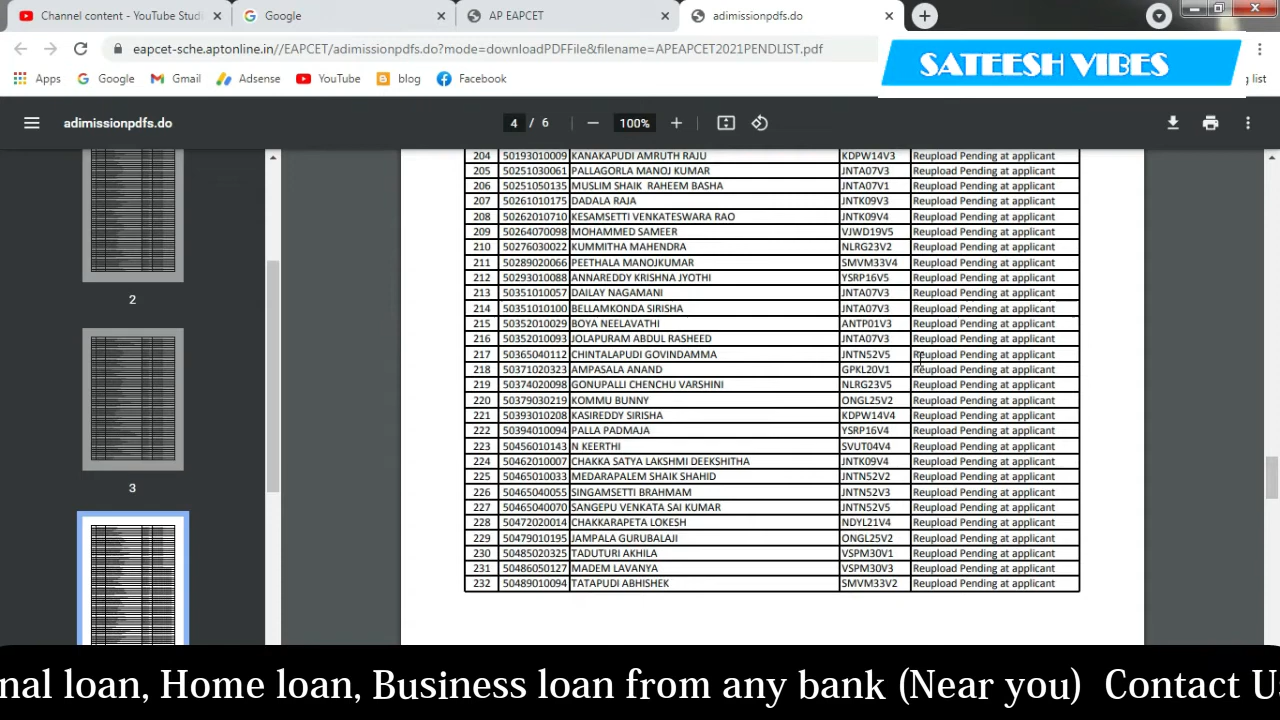 Channel content - YouTube Studi
Google
AP EAPCET
adimissionpdfs.do
eapcet-sche.aptonline.in//EAPCET/adimissionpdfs.do?mode=downloadPDFFile&filename=APEAPCET2021PENDLIST.pdf
SATEESH VIBES
Apps Google Gmail Adsense YouTube blog Facebook
g list
adimissionpdfs.do
4 / 6
100%
204 50193010009 KANAKAPUDI AMRUTH RAJU KDPW14V3 Reupload Pending at applicant
205 50251030061 PALLAGORLA MANOJ KUMAR JNTA07V3 Reupload Pending at applicant
206 50251050135 MUSLIM SHAIK RAHEEM BASHA JNTA07V1 Reupload Pending at applicant
207 50261010175 DADALA RAJA JNTK09V3 Reupload Pending at applicant
208 50262010710 KESAMSETTI VENKATESWARA RAO JNTK09V4 Reupload Pending at applicant
209 50264070098 MOHAMMED SAMEER VJWD19V5 Reupload Pending at applicant
210 50276030022 KUMMITHA MAHENDRA NLRG23V2 Reupload Pending at applicant
211 50289020066 PEETHALA MANOJKUMAR SMVM33V4 Reupload Pending at applicant
212 50293010088 ANNAREDDY KRISHNA JYOTHI YSRP16V5 Reupload Pending at applicant
213 50351010057 DAILAY NAGAMANI JNTA07V3 Reupload Pending at applicant
214 50351010100 BELLAMKONDA SIRISHA JNTA07V3 Reupload Pending at applicant
215 50352010029 BOYA NEELAVATHI ANTP01V3 Reupload Pending at applicant
216 50352010093 JOLAPURAM ABDUL RASHEED JNTA07V3 Reupload Pending at applicant
217 50365040112 CHINTALAPUDI GOVINDAMMA JNTN52V5 Reupload Pending at applicant
218 50371020323 AMPASALA ANAND GPKL20V1 Reupload Pending at applicant
219 50374020098 GONUPALLI CHENCHU VARSHINI NLRG23V5 Reupload Pending at applicant
220 50379030219 KOMMU BUNNY ONGL25V2 Reupload Pending at applicant
221 50393010208 KASIREDDY SIRISHA KDPW14V4 Reupload Pending at applicant
222 50394010094 PALLA PADMAJA YSRP16V4 Reupload Pending at applicant
223 50456010143 N KEERTHI SVUT04V4 Reupload Pending at applicant
224 50462010007 CHAKKA SATYA LAKSHMI DEEKSHITHA JNTK09V4 Reupload Pending at applicant
225 50465010033 MEDARAPALEM SHAIK SHAHID JNTN52V2 Reupload Pending at applicant
226 50465040055 SINGAMSETTI BRAHMAM JNTN52V3 Reupload Pending at applicant
227 50465040070 SANGEPU VENKATA SAI KUMAR JNTN52V5 Reupload Pending at applicant
228 50472020014 CHAKKARAPETA LOKESH NDYL21V4 Reupload Pending at applicant
229 50479010195 JAMPALA GURUBALAJI ONGL25V2 Reupload Pending at applicant
230 50485020325 TADUTURI AKHILA VSPM30V1 Reupload Pending at applicant
231 50486050127 MADEM LAVANYA VSPM30V3 Reupload Pending at applicant
232 50489010094 TATAPUDI ABHISHEK SMVM33V2 Reupload Pending at applicant
2
3
nal loan, Home loan, Business loan from any bank (Near you) Contact U